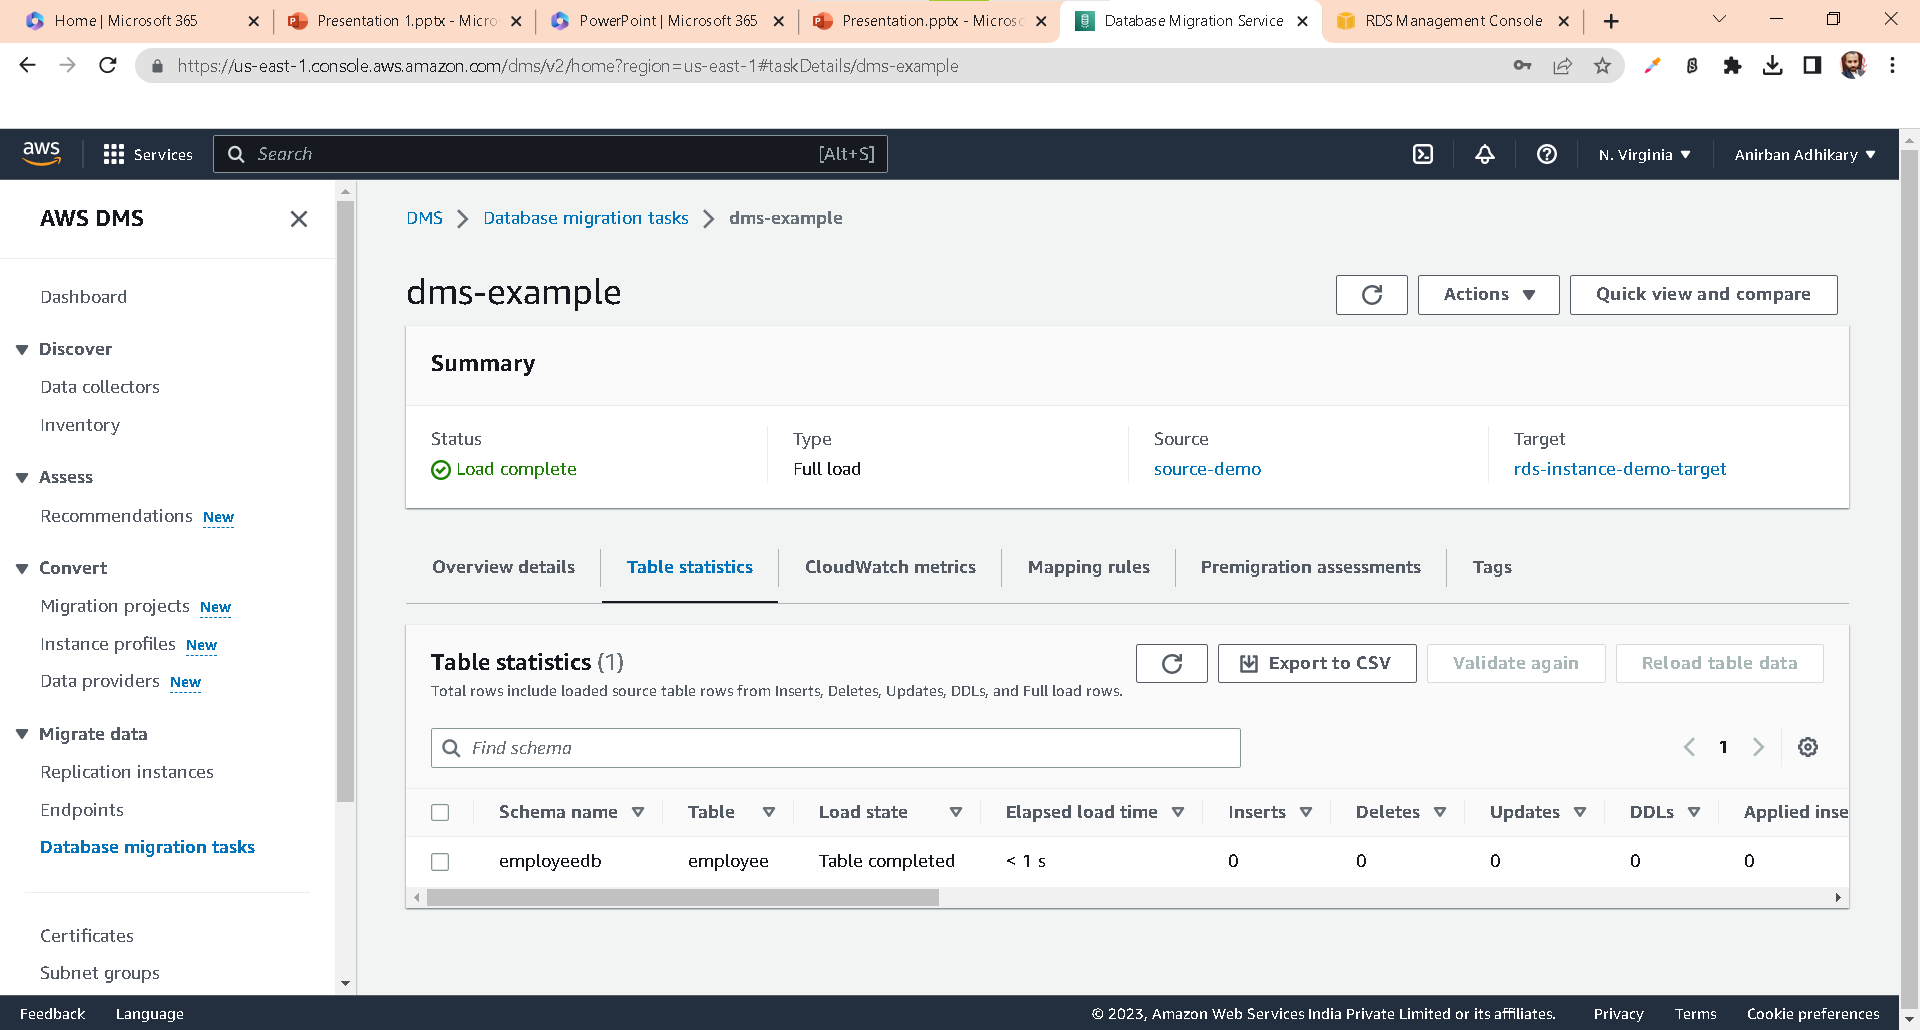 Home | Microsoft 365
Presentation 1.pptx - Micro
PowerPoint | Microsoft 365
Presentation.pptx - Micros
Database Migration Service
RDS Management Console
https://us-east-1.console.aws.amazon.com/dms/v2/home?region=us-east-1#taskDetails/dms-example
aws
Services
Search
[Alt+S]
N. Virginia
Anirban Adhikary
AWS DMS
Dashboard
Discover
Data collectors
Inventory
Assess
Recommendations New
Convert
Migration projects New
Instance profiles New
Data providers New
Migrate data
Replication instances
Endpoints
Database migration tasks
Certificates
Subnet groups
DMS
Database migration tasks
dms-example
dms-example
Actions
Quick view and compare
Summary
Status
Load complete
Type
Full load
Source
source-demo
Target
rds-instance-demo-target
Overview details
Table statistics
CloudWatch metrics
Mapping rules
Premigration assessments
Tags
Table statistics (1)
Total rows include loaded source table rows from Inserts, Deletes, Updates, DDLs, and Full load rows.
Export to CSV
Validate again
Reload table data
Find schema
1
Schema name Table Load state Elapsed load time Inserts Deletes Updates DDLs Applied inse
employeedb employee Table completed < 1 s 0 0 0 0 0
Feedback
Language
© 2023, Amazon Web Services India Private Limited or its affiliates.
Privacy
Terms
Cookie preferences